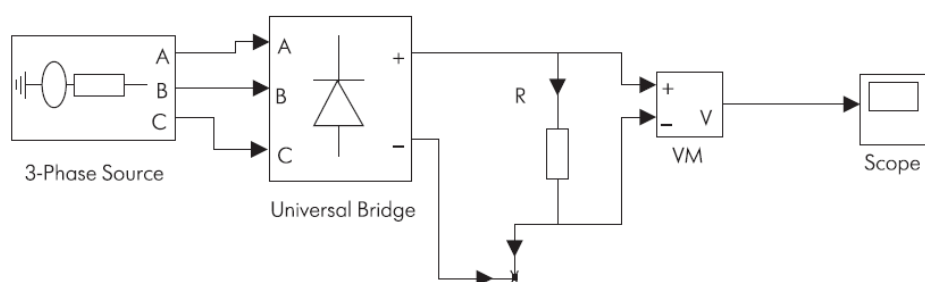 A
B
C
3-Phase Source
A
B
C
+
−
Universal Bridge
R
+
−
V
VM
Scope